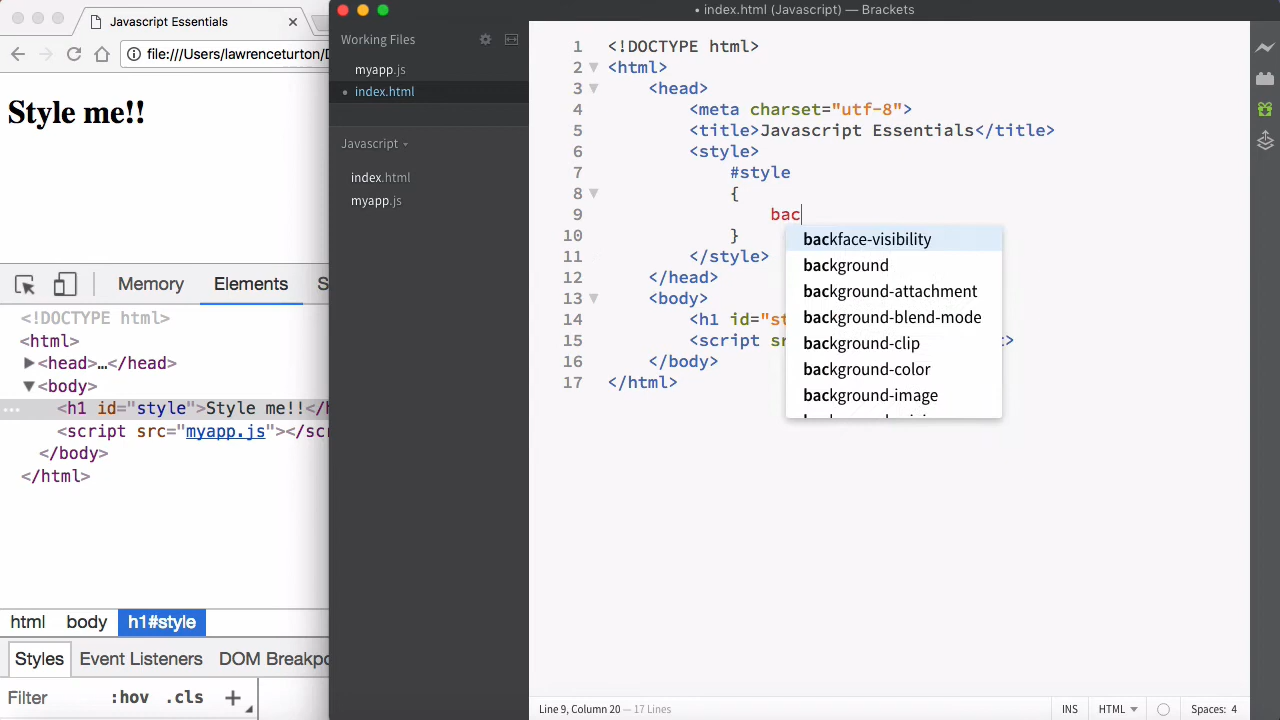 Javascript Essentials
file:///Users/lawrenceturton/D
Style me!!
Memory
Elements
S
<!DOCTYPE html>
<html>
<head>…</head>
<body>
<h1 id="style">Style me!!</h
<script src="myapp.js"></scr
</body>
</html>
html
body
h1#style
Styles
Event Listeners
DOM Breakpo
Filter
:hov
.cls
+
• index.html (Javascript) — Brackets
Working Files
myapp.js
index.html
Javascript
index.html
myapp.js
1 <!DOCTYPE html>
2 <html>
3 <head>
4 <meta charset="utf-8">
5 <title>Javascript Essentials</title>
6 <style>
7 #style
8 {
9 bac
10 }
11 </style>
12 </head>
13 <body>
14 <h1 id="st
15 <script sr
t>
16 </body>
17 </html>
backface-visibility
background
background-attachment
background-blend-mode
background-clip
background-color
background-image
Line 9, Column 20 — 17 Lines
INS
HTML
Spaces: 4